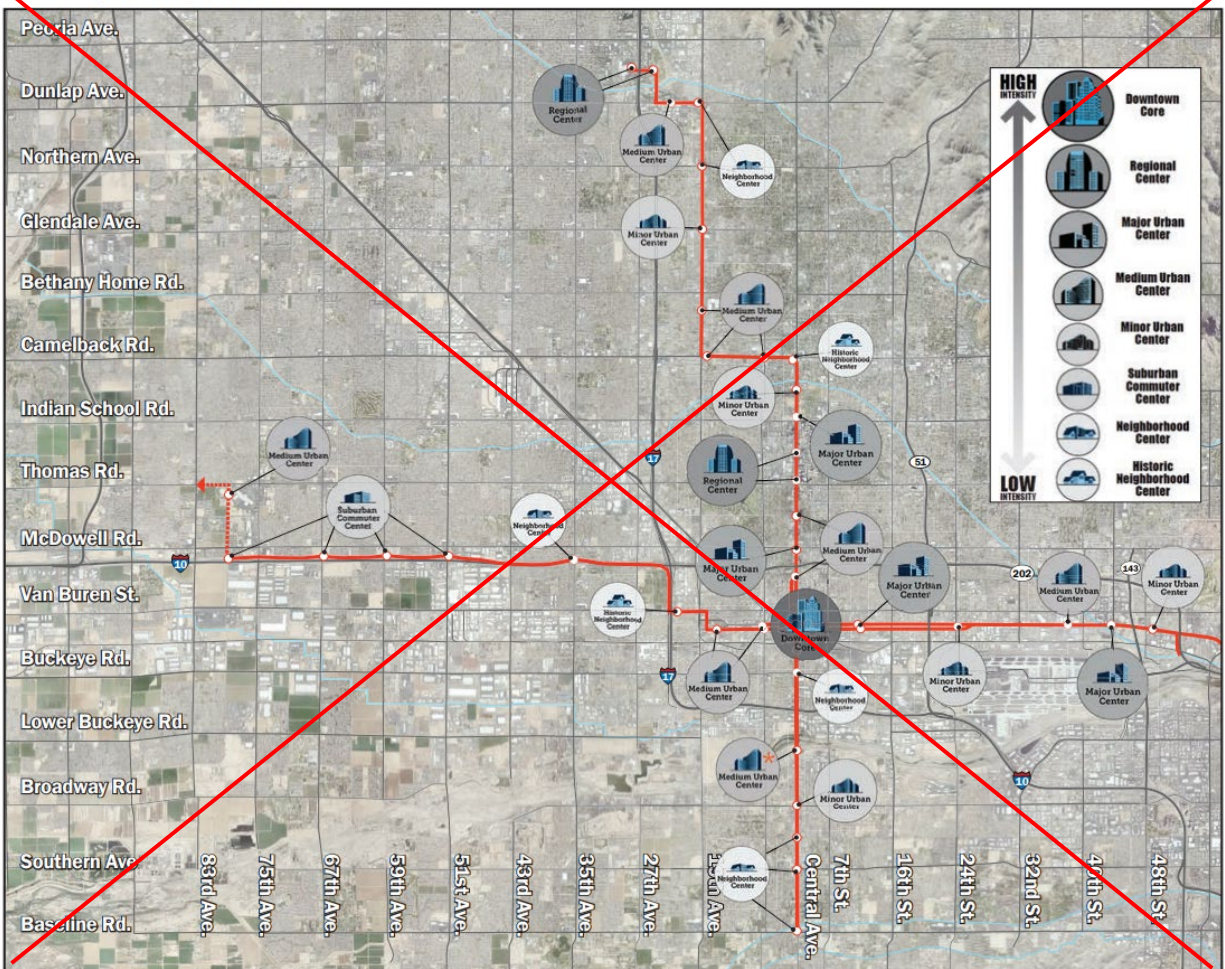 Peoria Ave.
Dunlap Ave.
Northern Ave.
Glendale Ave.
Bethany Home Rd.
Camelback Rd.
Indian School Rd.
Thomas Rd.
McDowell Rd.
Van Buren St.
Buckeye Rd.
Lower Buckeye Rd.
Broadway Rd.
Southern Ave.
Baseline Rd.
83rd Ave.
75th Ave.
67th Ave.
59th Ave.
51st Ave.
43rd Ave.
35th Ave.
27th Ave.
19th Ave.
Central Ave.
7th St.
16th St.
24th St.
32nd St.
40th St.
48th St.
Regional
Center
Medium Urban
Center
Neighborhood
Center
Minor Urban
Center
Medium Urban
Center
Historic
Neighborhood
Center
Minor Urban
Center
Major Urban
Center
Regional
Center
Medium Urban
Center
Suburban
Commuter
Center
Neighborhood
Center
Medium Urban
Center
Major Urban
Center
Major Urban
Center
Medium Urban
Center
Minor Urban
Center
Historic
Neighborhood
Center
Downtown
Core
Medium Urban
Center
Neighborhood
Center
Minor Urban
Center
Major Urban
Center
Medium Urban
Center
*
Minor Urban
Center
Neighborhood
Center
17
51
10
202
143
17
10
HIGH
INTENSITY
Downtown
Core
Regional
Center
Major Urban
Center
Medium Urban
Center
Minor Urban
Center
Suburban
Commuter
Center
Neighborhood
Center
Historic
Neighborhood
Center
LOW
INTENSITY